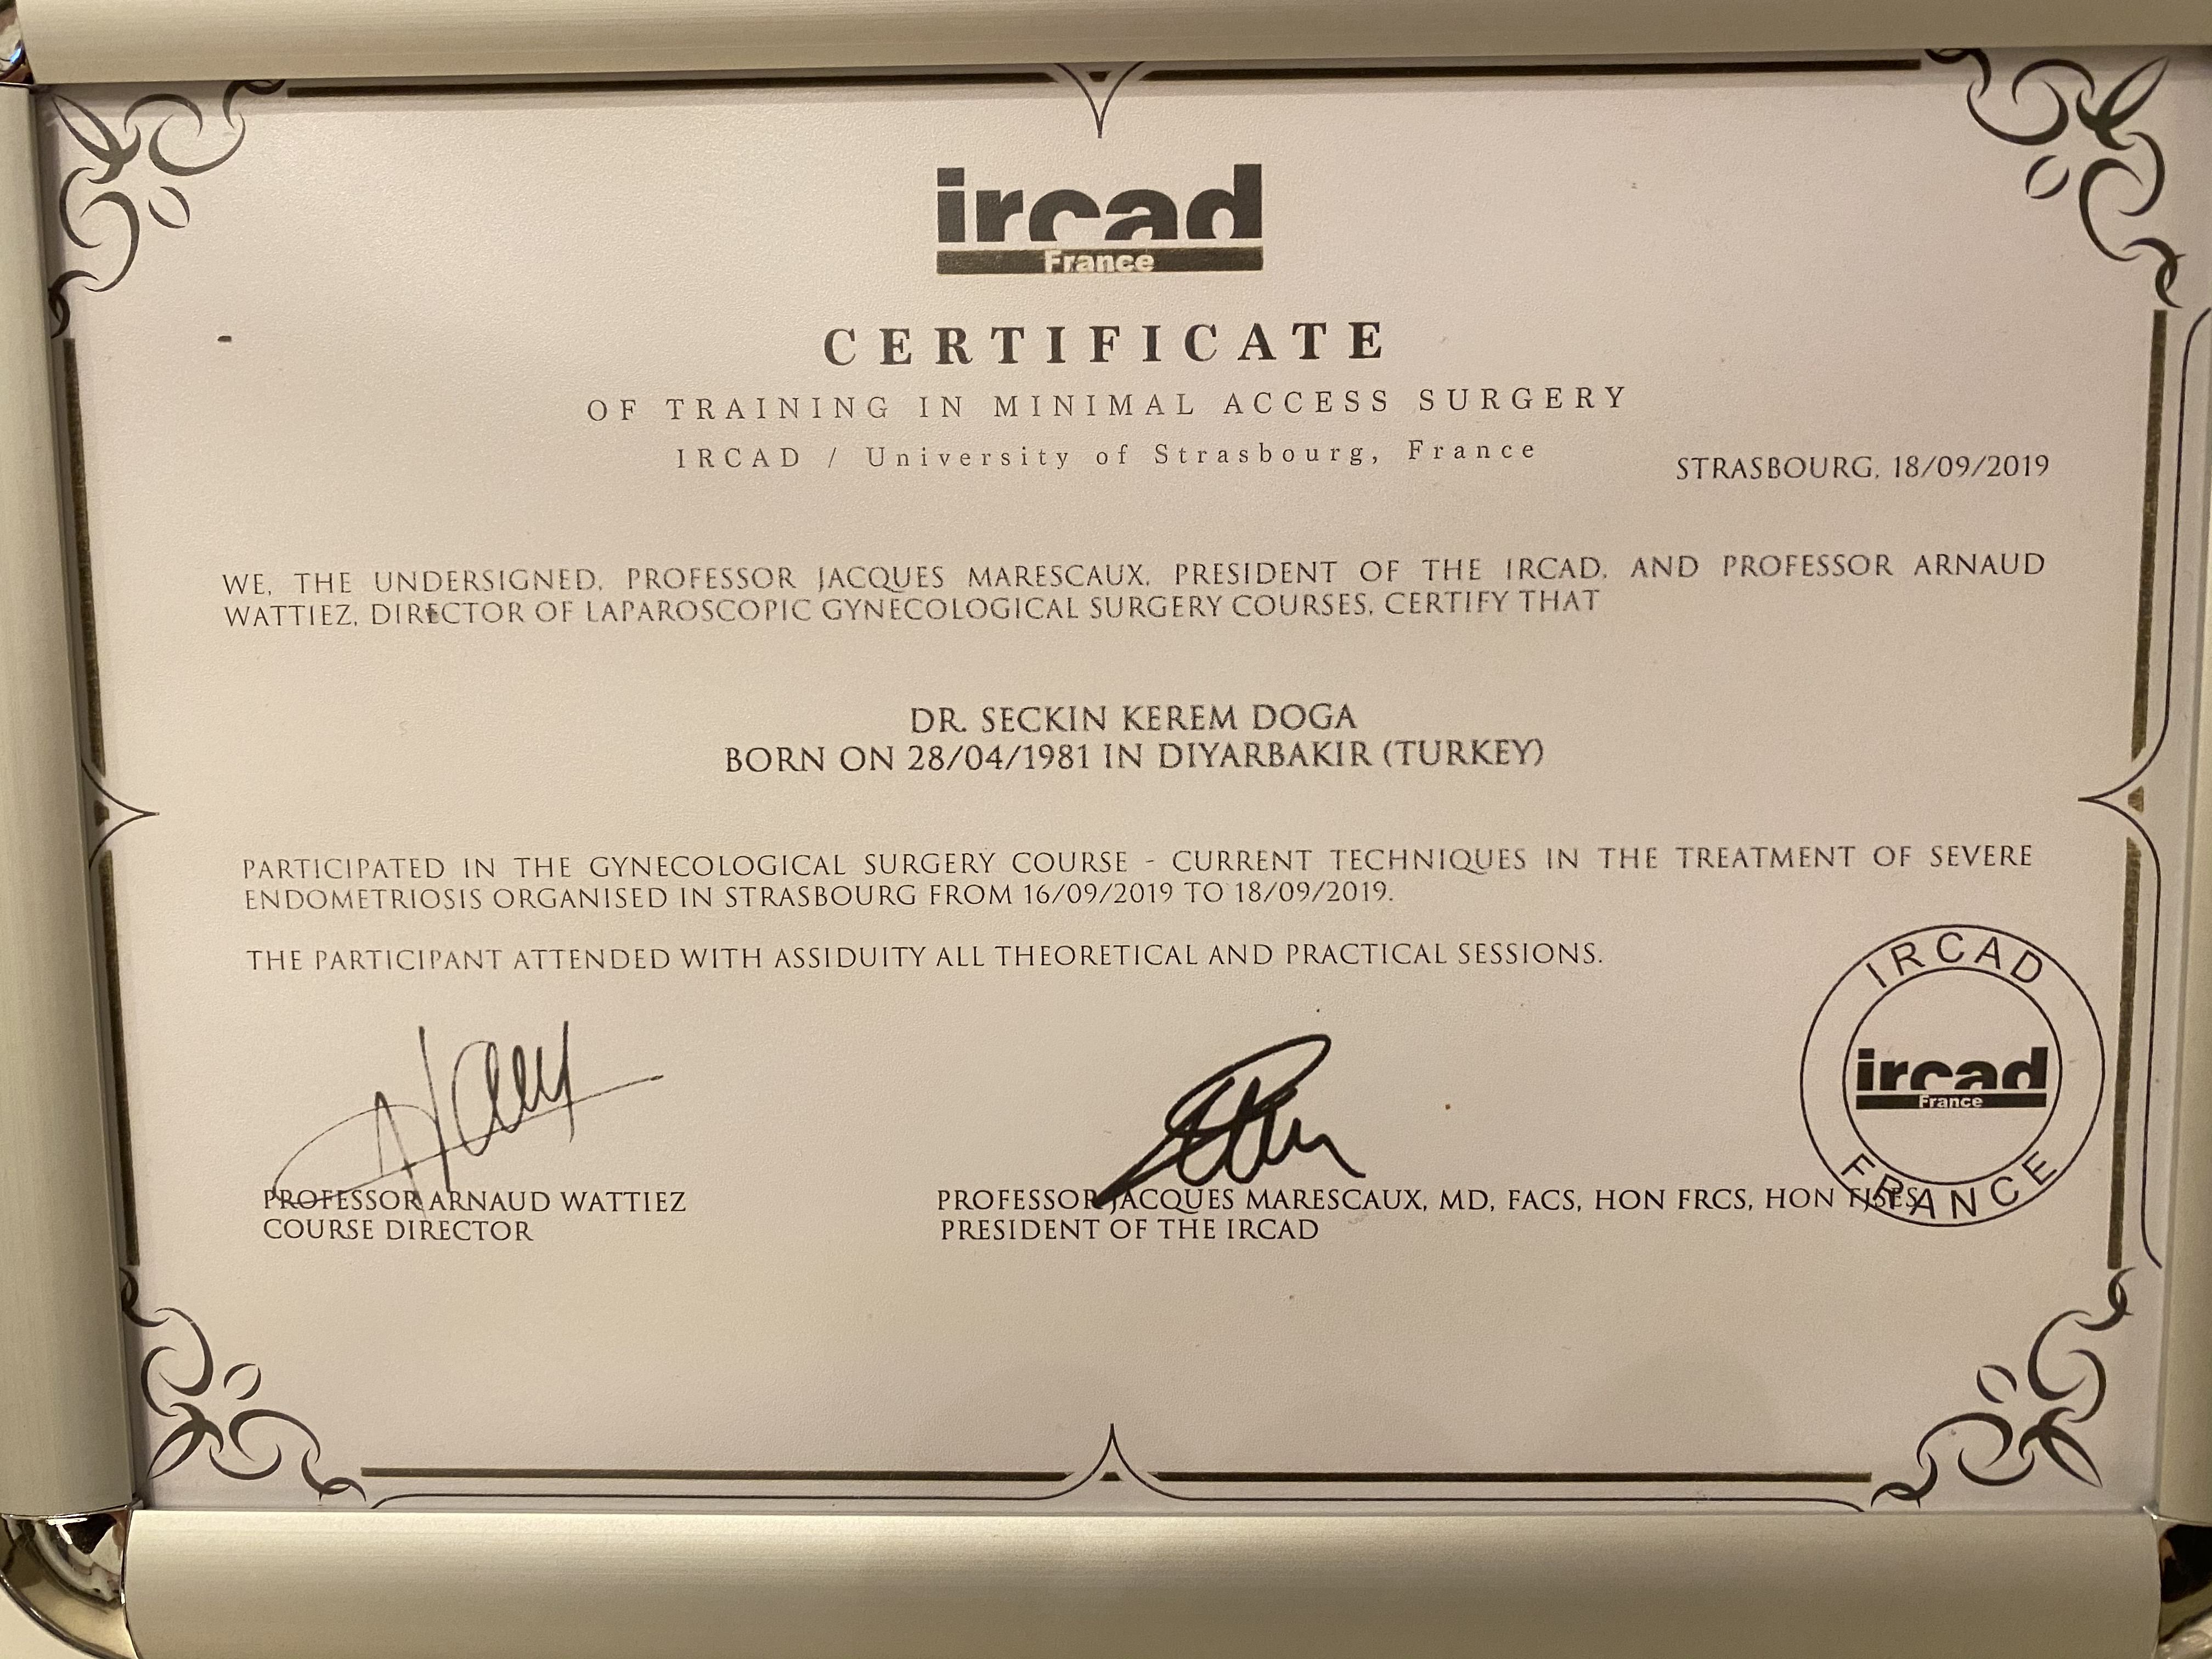 ircad
France
CERTIFICATE
OF TRAINING IN MINIMAL ACCESS SURGERY
IRCAD / University of Strasbourg, France
STRASBOURG, 18/09/2019
WE, THE UNDERSIGNED, PROFESSOR JACQUES MARESCAUX, PRESIDENT OF THE IRCAD, AND PROFESSOR ARNAUD
WATTIEZ, DIRECTOR OF LAPAROSCOPIC GYNECOLOGICAL SURGERY COURSES, CERTIFY THAT
DR. SECKIN KEREM DOGA
BORN ON 28/04/1981 IN DIYARBAKIR (TURKEY)
PARTICIPATED IN THE GYNECOLOGICAL SURGERY COURSE - CURRENT TECHNIQUES IN THE TREATMENT OF SEVERE
ENDOMETRIOSIS ORGANISED IN STRASBOURG FROM 16/09/2019 TO 18/09/2019.
THE PARTICIPANT ATTENDED WITH ASSIDUITY ALL THEORETICAL AND PRACTICAL SESSIONS.
PROFESSOR ARNAUD WATTIEZ
COURSE DIRECTOR
PROFESSOR JACQUES MARESCAUX, MD, FACS, HON FRCS, HON FJSES
PRESIDENT OF THE IRCAD
IRCAD
ircad
France
FRANCE